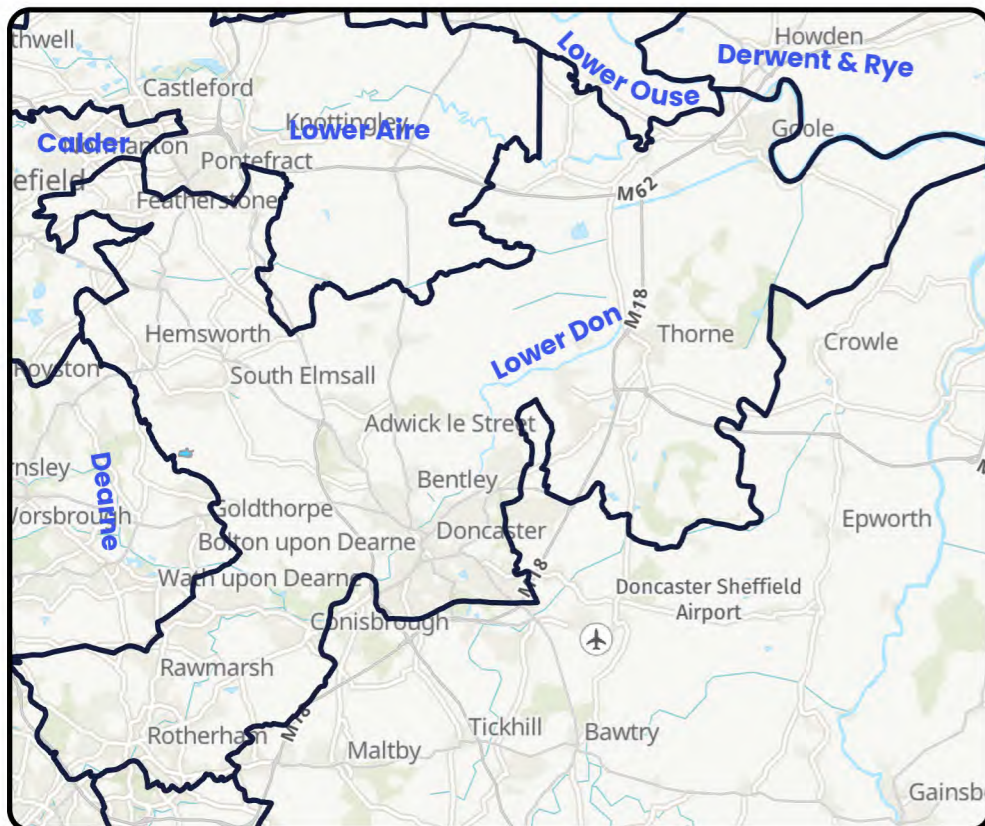 thwell
Howden
Derwent & Rye
Lower Ouse
Castleford
Knottingley
Lower Aire
Goole
Calder
Normanton
Pontefract
efield
M62
Featherstone
M18
Hemsworth
Lower Don
Thorne
Crowle
Royston
South Elmsall
Adwick le Street
rnsley
Dearne
Bentley
Goldthorpe
Worsbrough
Doncaster
Epworth
Bolton upon Dearne
M18
Wath upon Dearne
Doncaster Sheffield
Airport
Conisbrough
Rawmarsh
M18
Rotherham
Tickhill
Bawtry
Maltby
Gainsb